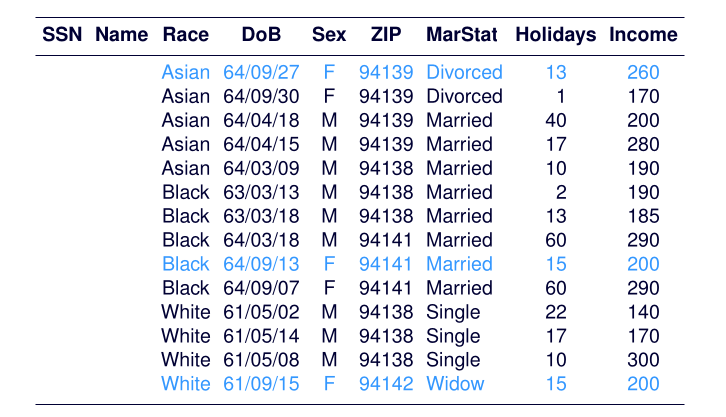 SSN Name Race DoB Sex ZIP MarStat Holidays Income
Asian 64/09/27 F 94139 Divorced 13 260
Asian 64/09/30 F 94139 Divorced 1 170
Asian 64/04/18 M 94139 Married 40 200
Asian 64/04/15 M 94139 Married 17 280
Asian 64/03/09 M 94138 Married 10 190
Black 63/03/13 M 94138 Married 2 190
Black 63/03/18 M 94138 Married 13 185
Black 64/03/18 M 94141 Married 60 290
Black 64/09/13 F 94141 Married 15 200
Black 64/09/07 F 94141 Married 60 290
White 61/05/02 M 94138 Single 22 140
White 61/05/14 M 94138 Single 17 170
White 61/05/08 M 94138 Single 10 300
White 61/09/15 F 94142 Widow 15 200